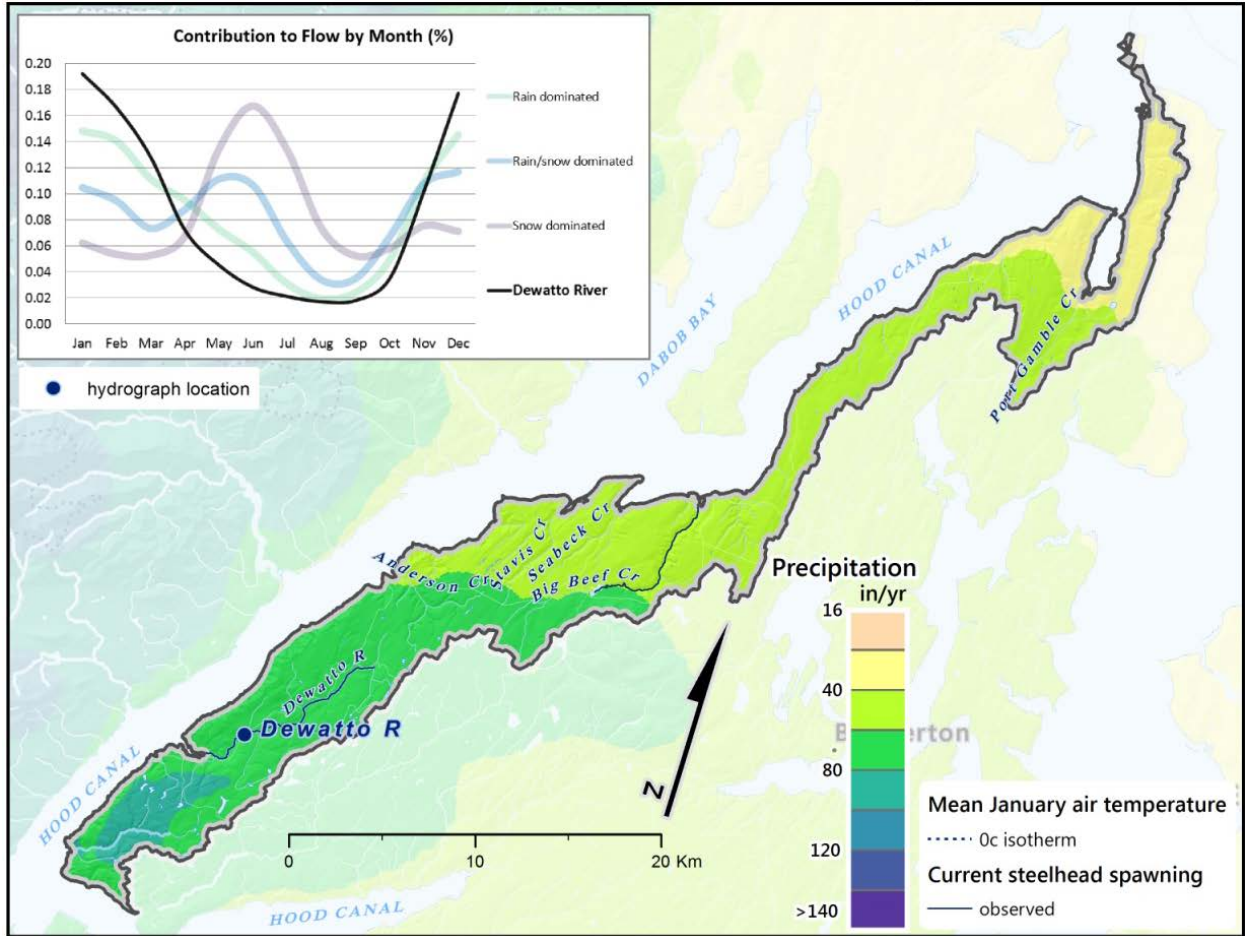 Contribution to Flow by Month (%)
0.20
0.18
0.16
0.14
0.12
0.10
0.08
0.06
0.04
0.02
0.00
Jan Feb Mar Apr May Jun Jul Aug Sep Oct Nov Dec
Rain dominated
Rain/snow dominated
Snow dominated
Dewatto River
hydrograph location
HOOD CANAL
DABOB BAY
Port Gamble Cr
Anderson Cr
Stavis Cr
Seabeck Cr
Big Beef Cr
Dewatto R
Dewatto R
HOOD CANAL
HOOD CANAL
N
0 10 20 Km
Precipitation
in/yr
16
40
80
120
>140
Mean January air temperature
0c isotherm
Current steelhead spawning
observed